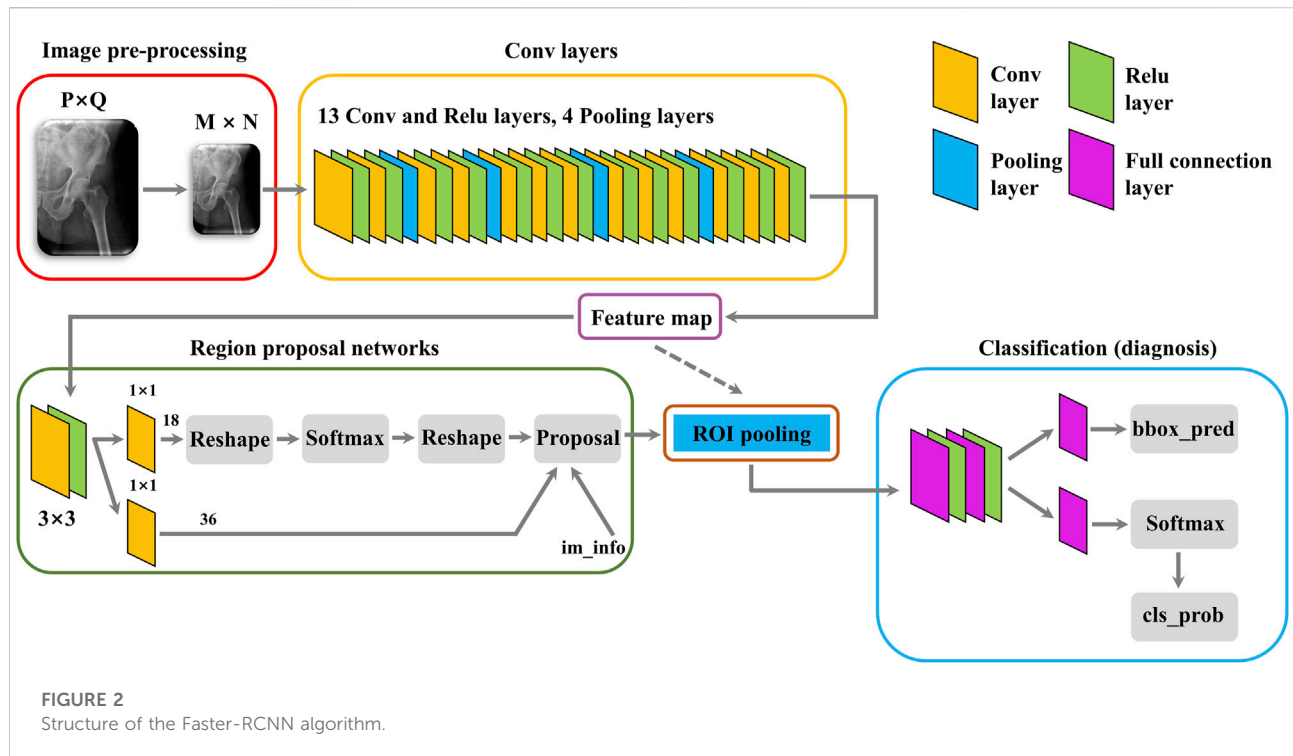 Image pre-processing
P×Q
M × N
Conv layers
13 Conv and Relu layers, 4 Pooling layers
Conv
layer
Relu
layer
Pooling
layer
Full connection
layer
Feature map
Region proposal networks
1×1
18
Reshape
Softmax
Reshape
Proposal
3×3
1×1
36
im_info
ROI pooling
Classification (diagnosis)
bbox_pred
Softmax
cls_prob
FIGURE 2
Structure of the Faster-RCNN algorithm.